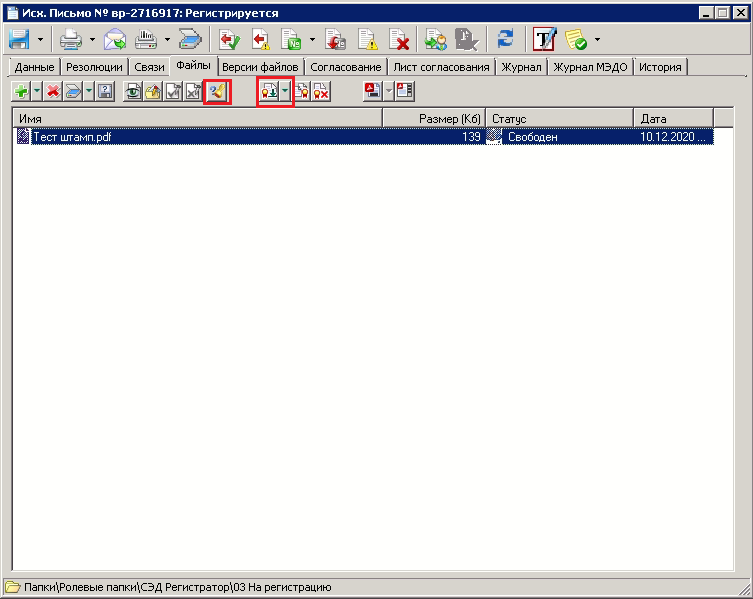 Исх. Письмо № вр-2716917: Регистрируется
Данные Резолюции Связи Файлы Версии файлов Согласование Лист согласования Журнал Журнал МЭДО История
Имя Размер (Кб) Статус Дата
Тест штамп.pdf 139 Свободен 10.12.2020 ...
Папки\Ролевые папки\СЭД Регистратор\03 На регистрацию